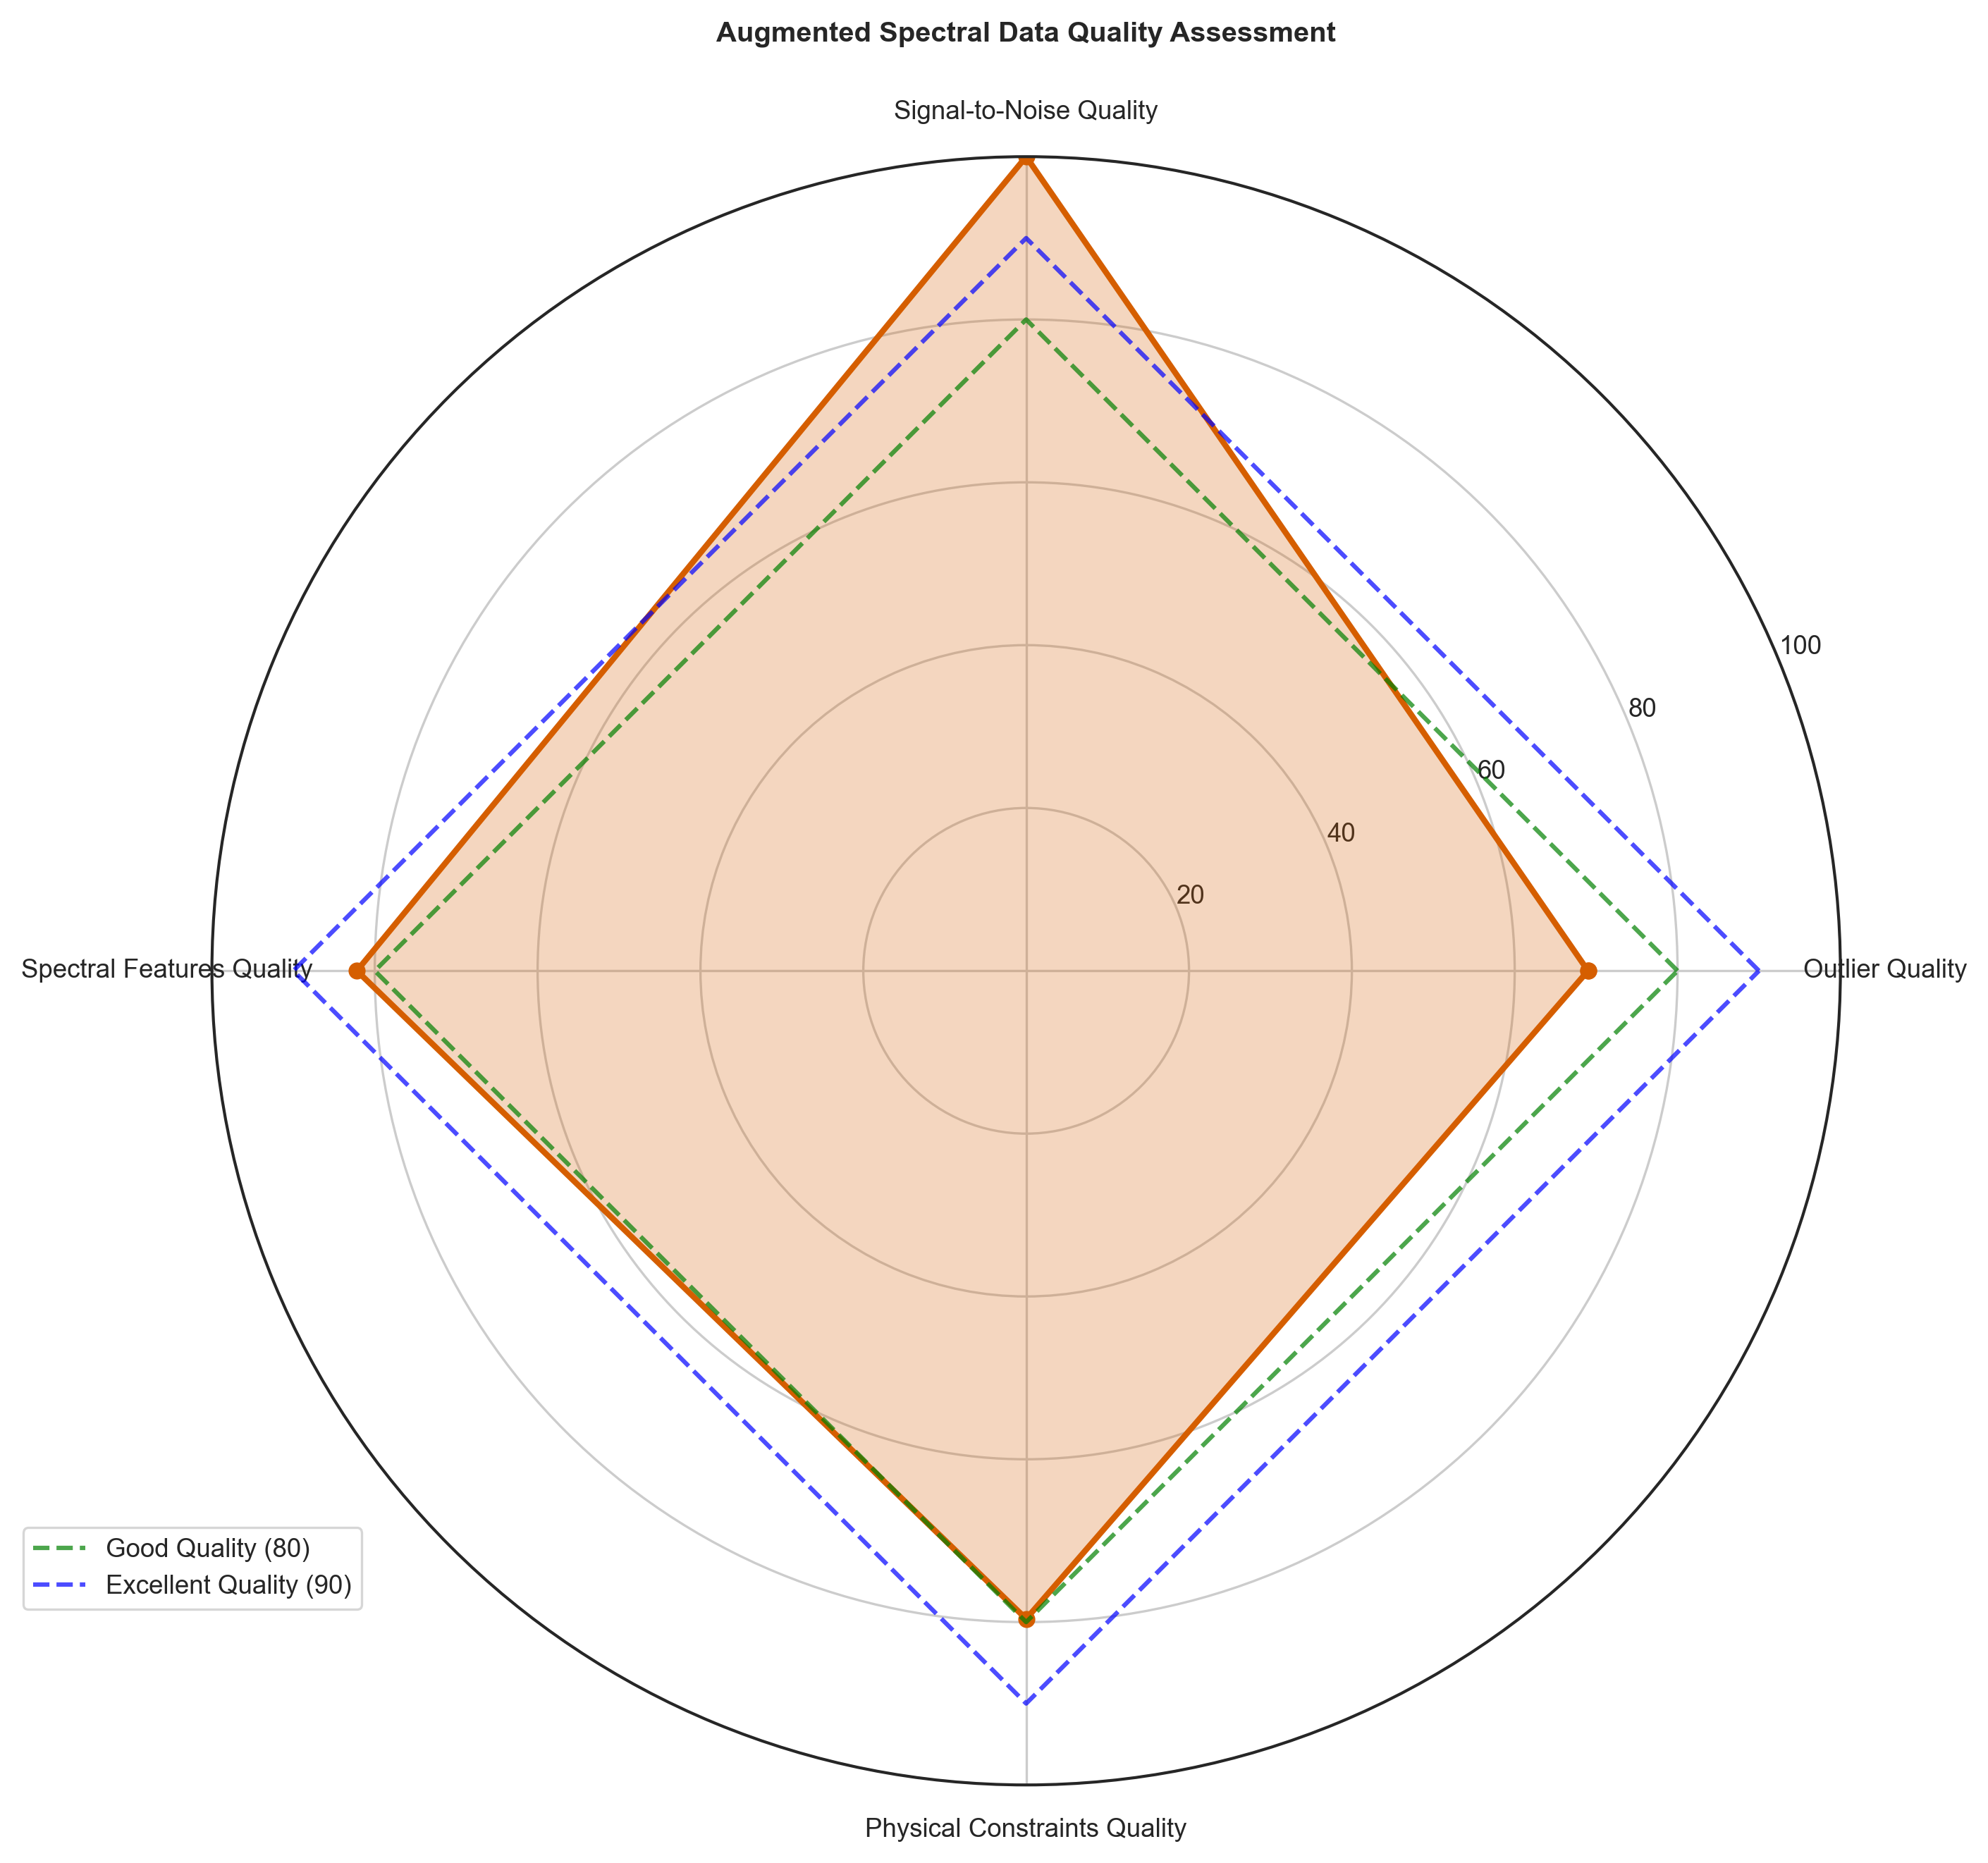 Augmented Spectral Data Quality Assessment
Signal-to-Noise Quality
100
80
60
40
20
Spectral Features Quality
Outlier Quality
Good Quality (80)
Excellent Quality (90)
Physical Constraints Quality